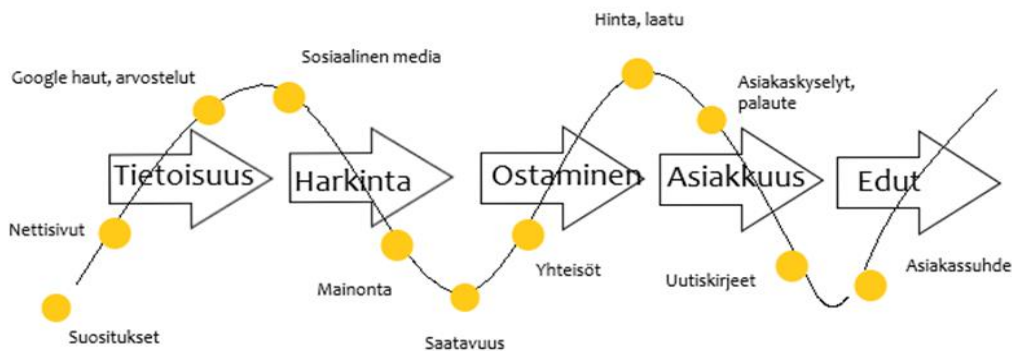 Hinta, laatu
Sosiaalinen media
Google haut, arvostelut
Asiakaskyselyt,
palaute
Tietoisuus
Harkinta
Ostaminen
Asiakkuus
Edut
Nettisivut
Mainonta
Yhteisöt
Uutiskirjeet
Asiakassuhde
Suositukset
Saatavuus